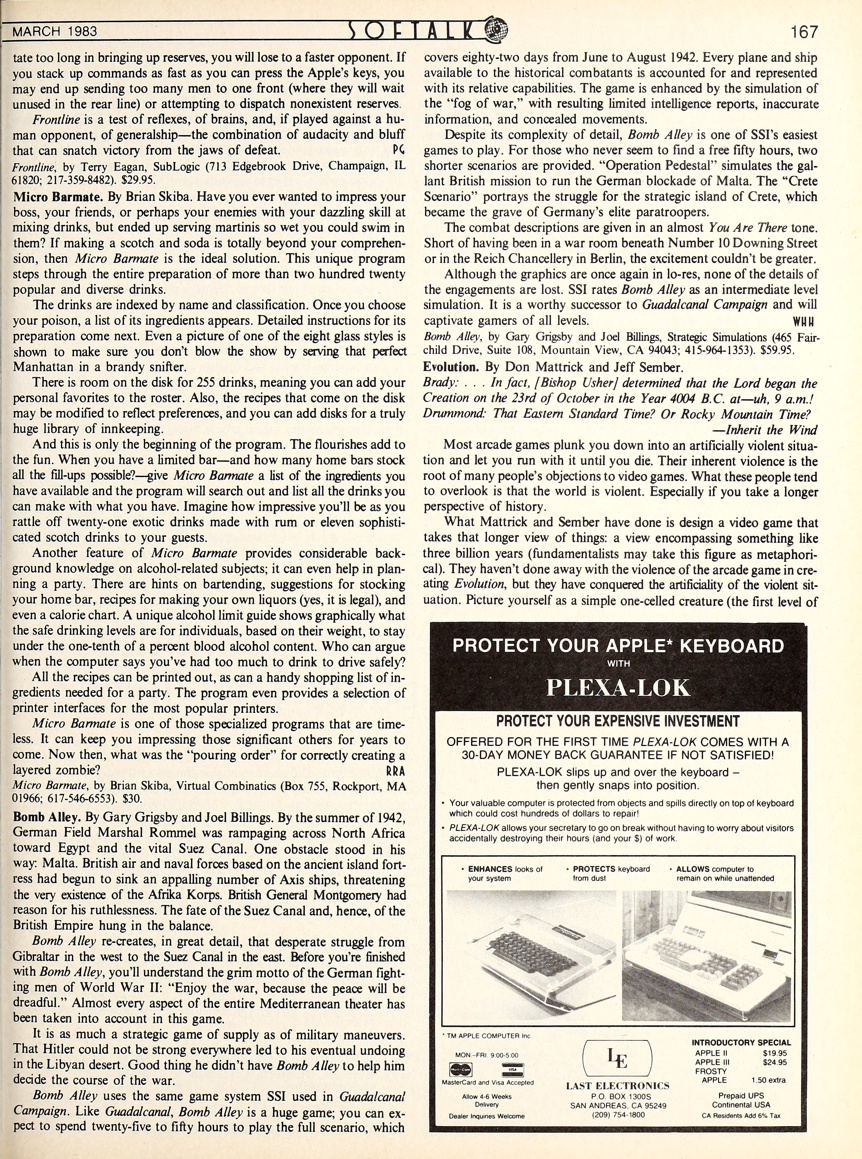 MARCH 1983
SOFTALK
167
tate too long in bringing up reserves, you will lose to a faster opponent. If
you stack up commands as fast as you can press the Apple's keys, you
may end up sending too many men to one front (where they will wait
unused in the rear line) or attempting to dispatch nonexistent reserves.
Frontline is a test of reflexes, of brains, and, if played against a hu-
man opponent, of generalship—the combination of audacity and bluff
that can snatch victory from the jaws of defeat. PG
Frontline, by Terry Eagan, SubLogic (713 Edgebrook Drive, Champaign, IL
61820; 217-359-8482). $29.95.
Micro Barmate. By Brian Skiba. Have you ever wanted to impress your
boss, your friends, or perhaps your enemies with your dazzling skill at
mixing drinks, but ended up serving martinis so wet you could swim in
them? If making a scotch and soda is totally beyond your comprehen-
sion, then Micro Barmate is the ideal solution. This unique program
steps through the entire preparation of more than two hundred twenty
popular and diverse drinks.
The drinks are indexed by name and classification. Once you choose
your poison, a list of its ingredients appears. Detailed instructions for its
preparation come next. Even a picture of one of the eight glass styles is
shown to make sure you don't blow the show by serving that perfect
Manhattan in a brandy snifter.
There is room on the disk for 255 drinks, meaning you can add your
personal favorites to the roster. Also, the recipes that come on the disk
may be modified to reflect preferences, and you can add disks for a truly
huge library of innkeeping.
And this is only the beginning of the program. The flourishes add to
the fun. When you have a limited bar—and how many home bars stock
all the fill-ups possible?—give Micro Barmate a list of the ingredients you
have available and the program will search out and list all the drinks you
can make with what you have. Imagine how impressive you'll be as you
rattle off twenty-one exotic drinks made with rum or eleven sophisti-
cated scotch drinks to your guests.
Another feature of Micro Barmate provides considerable back-
ground knowledge on alcohol-related subjects; it can even help in plan-
ning a party. There are hints on bartending, suggestions for stocking
your home bar, recipes for making your own liquors (yes, it is legal), and
even a calorie chart. A unique alcohol limit guide shows graphically what
the safe drinking levels are for individuals, based on their weight, to stay
under the one-tenth of a percent blood alcohol content. Who can argue
when the computer says you've had too much to drink to drive safely?
All the recipes can be printed out, as can a handy shopping list of in-
gredients needed for a party. The program even provides a selection of
printer interfaces for the most popular printers.
Micro Barmate is one of those specialized programs that are time-
less. It can keep you impressing those significant others for years to
come. Now then, what was the "pouring order" for correctly creating a
layered zombie? RRA
Micro Barmate, by Brian Skiba, Virtual Combinatics (Box 755, Rockport, MA
01966; 617-546-6553). $30.
Bomb Alley. By Gary Grigsby and Joel Billings. By the summer of 1942,
German Field Marshal Rommel was rampaging across North Africa
toward Egypt and the vital Suez Canal. One obstacle stood in his
way: Malta. British air and naval forces based on the ancient island fort-
ress had begun to sink an appalling number of Axis ships, threatening
the very existence of the Afrika Korps. British General Montgomery had
reason for his ruthlessness. The fate of the Suez Canal and, hence, of the
British Empire hung in the balance.
Bomb Alley re-creates, in great detail, that desperate struggle from
Gibraltar in the west to the Suez Canal in the east. Before you're finished
with Bomb Alley, you'll understand the grim motto of the German fight-
ing men of World War II: "Enjoy the war, because the peace will be
dreadful." Almost every aspect of the entire Mediterranean theater has
been taken into account in this game.
It is as much a strategic game of supply as of military maneuvers.
That Hitler could not be strong everywhere led to his eventual undoing
in the Libyan desert. Good thing he didn't have Bomb Alley to help him
decide the course of the war.
Bomb Alley uses the same game system SSI used in Guadalcanal
Campaign. Like Guadalcanal, Bomb Alley is a huge game; you can ex-
pect to spend twenty-five to fifty hours to play the full scenario, which
covers eighty-two days from June to August 1942. Every plane and ship
available to the historical combatants is accounted for and represented
with its relative capabilities. The game is enhanced by the simulation of
the "fog of war," with resulting limited intelligence reports, inaccurate
information, and concealed movements.
Despite its complexity of detail, Bomb Alley is one of SSI's easiest
games to play. For those who never seem to find a free fifty hours, two
shorter scenarios are provided. "Operation Pedestal" simulates the gal-
lant British mission to run the German blockade of Malta. The "Crete
Scenario" portrays the struggle for the strategic island of Crete, which
became the grave of Germany's elite paratroopers.
The combat descriptions are given in an almost You Are There tone.
Short of having been in a war room beneath Number 10 Downing Street
or in the Reich Chancellery in Berlin, the excitement couldn't be greater.
Although the graphics are once again in lo-res, none of the details of
the engagements are lost. SSI rates Bomb Alley as an intermediate level
simulation. It is a worthy successor to Guadalcanal Campaign and will
captivate gamers of all levels. WHH
Bomb Alley, by Gary Grigsby and Joel Billings, Strategic Simulations (465 Fair-
child Drive, Suite 108, Mountain View, CA 94043; 415-964-1353). $59.95.
Evolution. By Don Mattrick and Jeff Sember.
Brady: . . . In fact, [Bishop Usher] determined that the Lord began the
Creation on the 23rd of October in the Year 4004 B.C. at—uh, 9 a.m.!
Drummond: That Eastern Standard Time? Or Rocky Mountain Time?
—Inherit the Wind
Most arcade games plunk you down into an artificially violent situa-
tion and let you run with it until you die. Their inherent violence is the
root of many people's objections to video games. What these people tend
to overlook is that the world is violent. Especially if you take a longer
perspective of history.
What Mattrick and Sember have done is design a video game that
takes that longer view of things: a view encompassing something like
three billion years (fundamentalists may take this figure as metaphori-
cal). They haven't done away with the violence of the arcade game in cre-
ating Evolution, but they have conquered the artificiality of the violent sit-
uation. Picture yourself as a simple one-celled creature (the first level of
PROTECT YOUR APPLE* KEYBOARD
WITH
PLEXA-LOK
PROTECT YOUR EXPENSIVE INVESTMENT
OFFERED FOR THE FIRST TIME PLEXA-LOK COMES WITH A
30-DAY MONEY BACK GUARANTEE IF NOT SATISFIED!
PLEXA-LOK slips up and over the keyboard –
then gently snaps into position.
• Your valuable computer is protected from objects and spills directly on top of keyboard
which could cost hundreds of dollars to repair!
• PLEXA-LOK allows your secretary to go on break without having to worry about visitors
accidentally destroying their hours (and your $) of work.
• ENHANCES looks of
your system
• PROTECTS keyboard
from dust
• ALLOWS computer to
remain on while unattended
* TM APPLE COMPUTER Inc.
MON.-FRI. 9:00-5:00
MasterCard
VISA
MasterCard and Visa Accepted
Allow 4-6 Weeks
Delivery
Dealer Inquires Welcome
LE
LAST ELECTRONICS
P.O. BOX 1300S
SAN ANDREAS, CA 95249
(209) 754-1800
INTRODUCTORY SPECIAL
APPLE II $19.95
APPLE III $24.95
FROSTY
APPLE 1.50 extra
Prepaid UPS
Continental USA
CA Residents Add 6% Tax